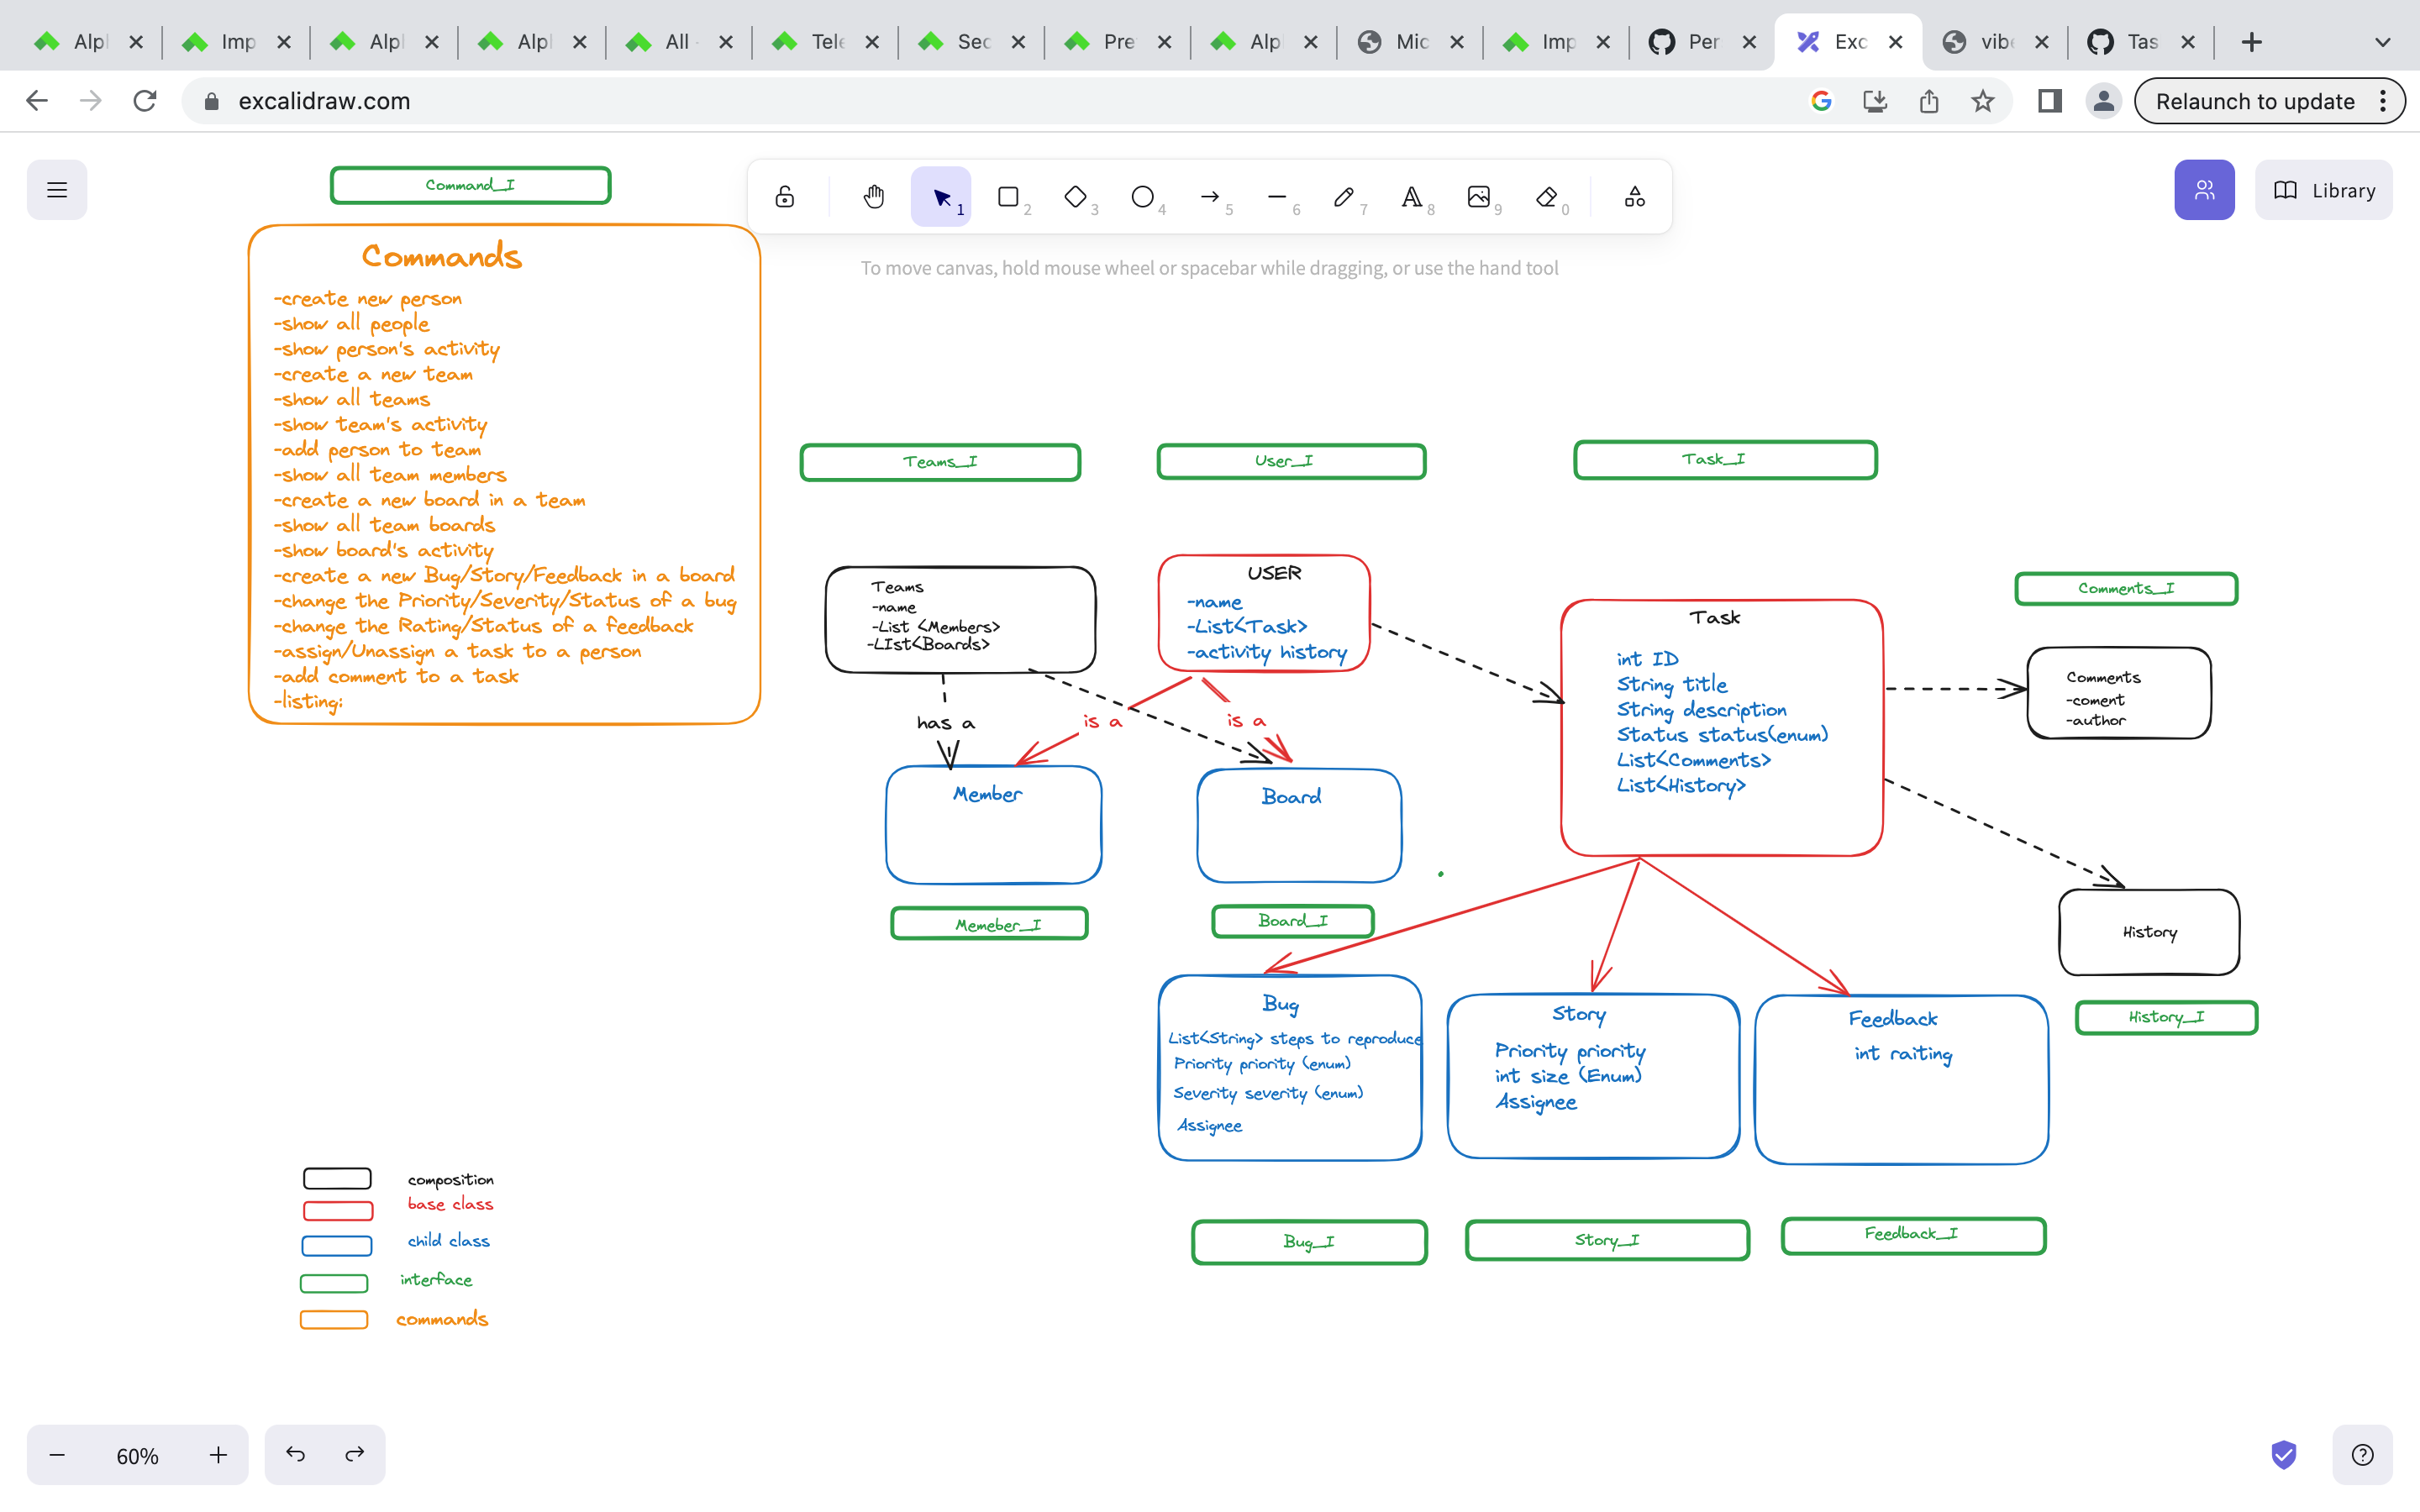 Alpl
Imp
Alpl
Alpl
All
Tele
Sec
Pre
Alp
Mic
Imp
Per
Exc
vib
Tas
excalidraw.com
Relaunch to update
1
2
3
4
5
6
7
8
9
0
Library
To move canvas, hold mouse wheel or spacebar while dragging, or use the hand tool
Command_I
Commands
-create new person
-show all people
-show person's activity
-create a new team
-show all teams
-show team's activity
-add person to team
-show all team members
-create a new board in a team
-show all team boards
-show board's activity
-create a new Bug/Story/Feedback in a board
-change the Priority/Severity/Status of a bug
-change the Rating/Status of a feedback
-assign/Unassign a task to a person
-add comment to a task
-listing:
Teams_I
User_I
Task_I
Teams
-name
-List <Members>
-LIst<Boards>
USER
-name
-List<Task>
-activity history
Task
int ID
String title
String description
Status status(enum)
List<Comments>
List<History>
Comments_I
Comments
-coment
-author
has a
is a
is a
Member
Board
Memeber_I
Board_I
History
History_I
Bug
List<String> steps to reproduce
Priority priority (enum)
Severity severity (enum)
Assignee
Story
Priority priority
int size (Enum)
Assignee
Feedback
int raiting
Bug_I
Story_I
Feedback_I
composition
base class
child class
interface
commands
60%